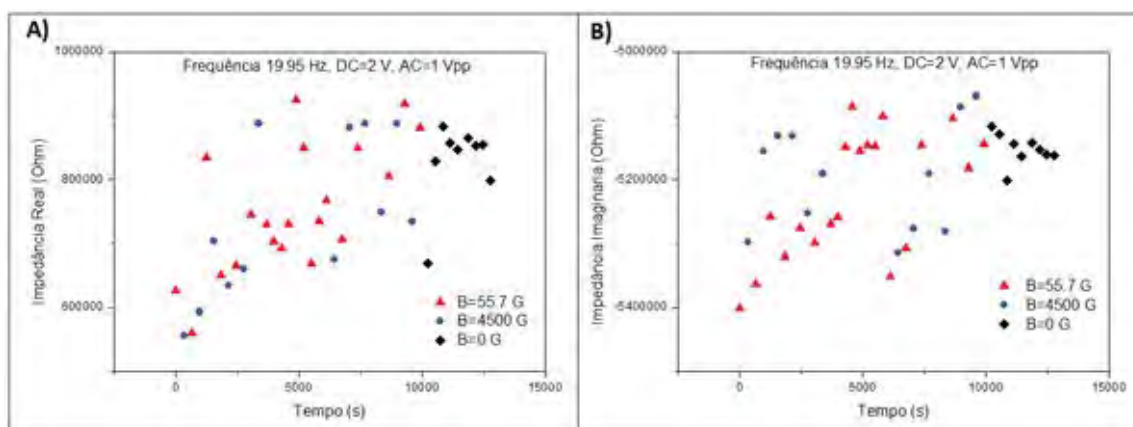 A)
1000000
800000
600000
Impedância Real (Ohm)
Frequência 19.95 Hz, DC=2 V, AC=1 Vpp
B=55.7 G
B=4500 G
B=0 G
0
5000
10000
15000
Tempo (s)
B)
-5000000
-5200000
-5400000
Impedância Imaginaria (Ohm)
Frequência 19.95 Hz, DC=2 V, AC=1 Vpp
B=55.7 G
B=4500 G
B=0 G
0
5000
10000
15000
Tempo (s)